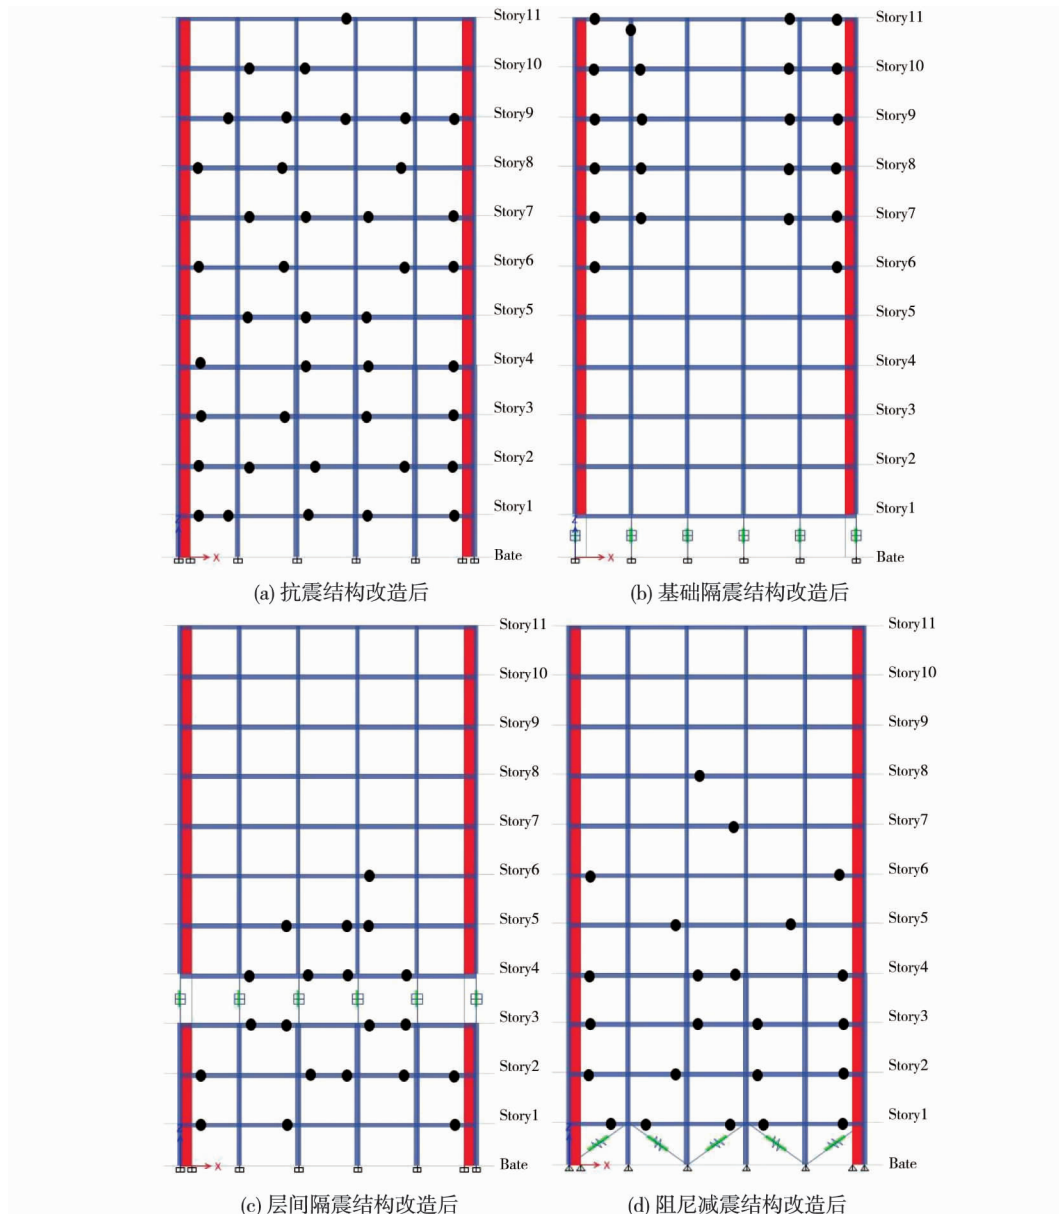 Story11
Story10
Story9
Story8
Story7
Story6
Story5
Story4
Story3
Story2
Story1
Bate
Z
X
(a) 抗震结构改造后
Story11
Story10
Story9
Story8
Story7
Story6
Story5
Story4
Story3
Story2
Story1
Bate
Z
X
(b) 基础隔震结构改造后
Story11
Story10
Story9
Story8
Story7
Story6
Story5
Story4
Story3
Story2
Story1
Bate
Z
X
(c) 层间隔震结构改造后
Story11
Story10
Story9
Story8
Story7
Story6
Story5
Story4
Story3
Story2
Story1
Bate
Z
X
(d) 阻尼减震结构改造后